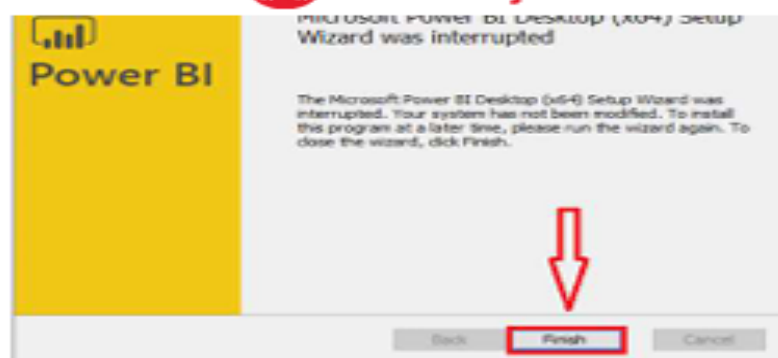 Microsoft Power BI Desktop (x64) Setup
Wizard was interrupted
Power BI
The Microsoft Power BI Desktop (x64) Setup Wizard was
interrupted. Your system has not been modified. To install
this program at a later time, please run the wizard again. To
close the wizard, click Finish.
Back
Finish
Cancel